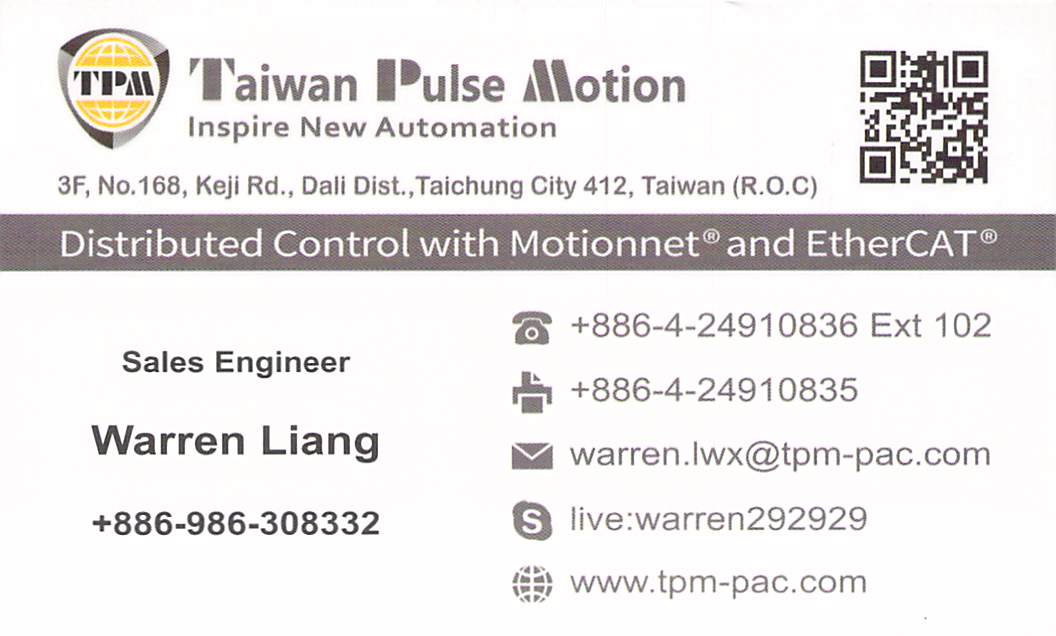 TPM
Taiwan Pulse Motion
Inspire New Automation
3F, No.168, Keji Rd., Dali Dist.,Taichung City 412, Taiwan (R.O.C)
Distributed Control with Motionnet® and EtherCAT®
Sales Engineer
Warren Liang
+886-986-308332
+886-4-24910836 Ext 102
+886-4-24910835
warren.lwx@tpm-pac.com
live:warren292929
www.tpm-pac.com